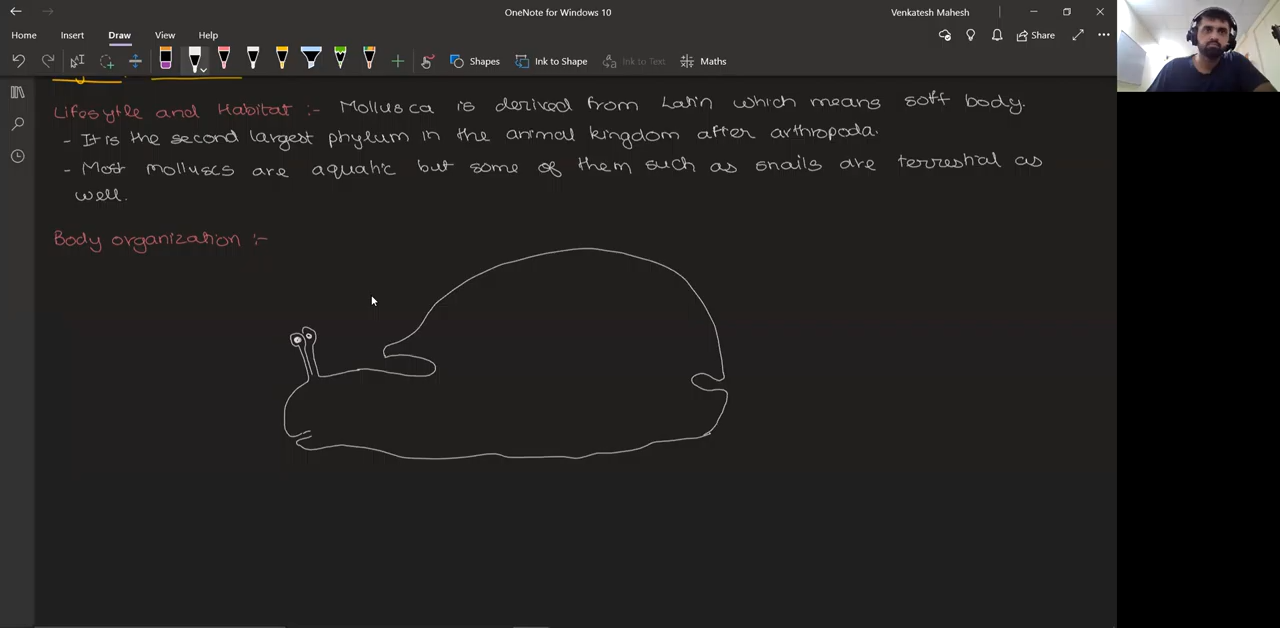 OneNote for Windows 10
Venkatesh Mahesh
Home Insert Draw View Help
Share
Shapes Ink to Shape Ink to Text Maths
Lifesytle and Habitat :- Mollusca is derived from Latin which means soft body.
- It is the second largest phylum in the animal kingdom after arthropoda.
- Most molluscs are aquatic but some of them such as snails are terrestial as
well.
Body organization :-